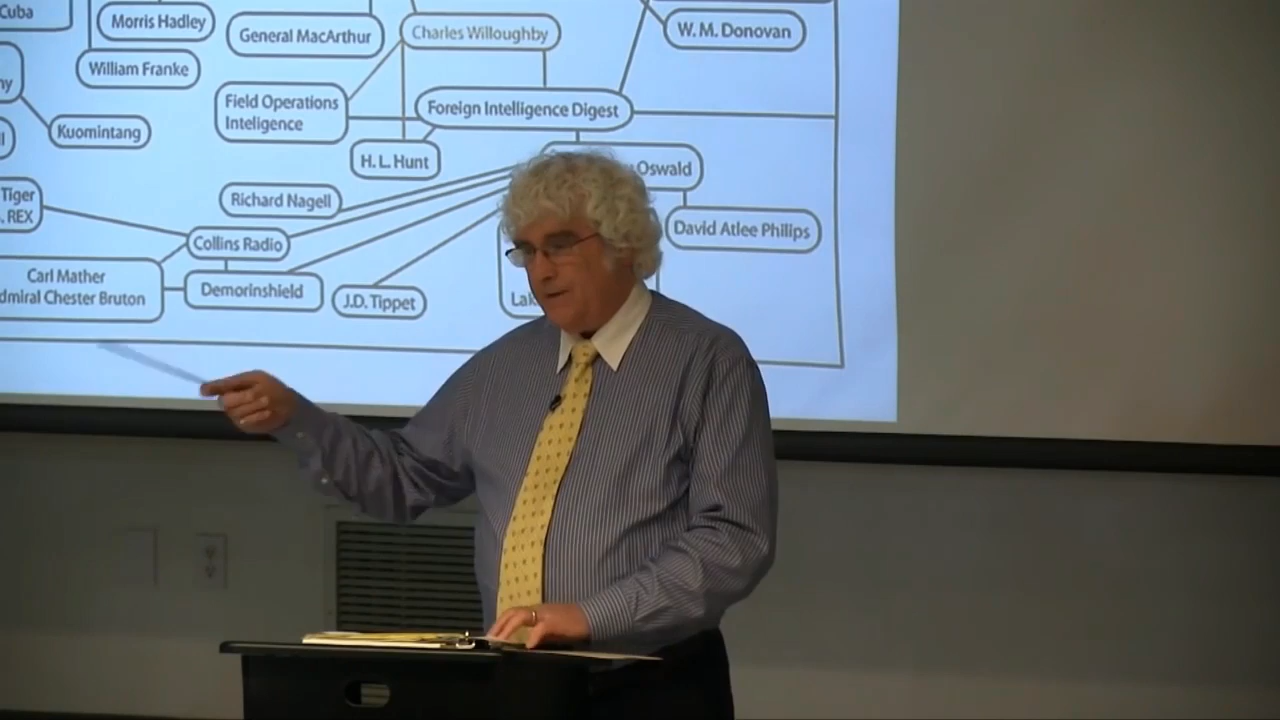 Cuba
Morris Hadley
General MacArthur
Charles Willoughby
W. M. Donovan
William Franke
Field Operations
Inteligence
Foreign Intelligence Digest
Kuomintang
H. L. Hunt
Oswald
Tiger
. REX
Richard Nagell
David Atlee Philips
Collins Radio
Carl Mather
dmiral Chester Bruton
Demorinshield
J.D. Tippet